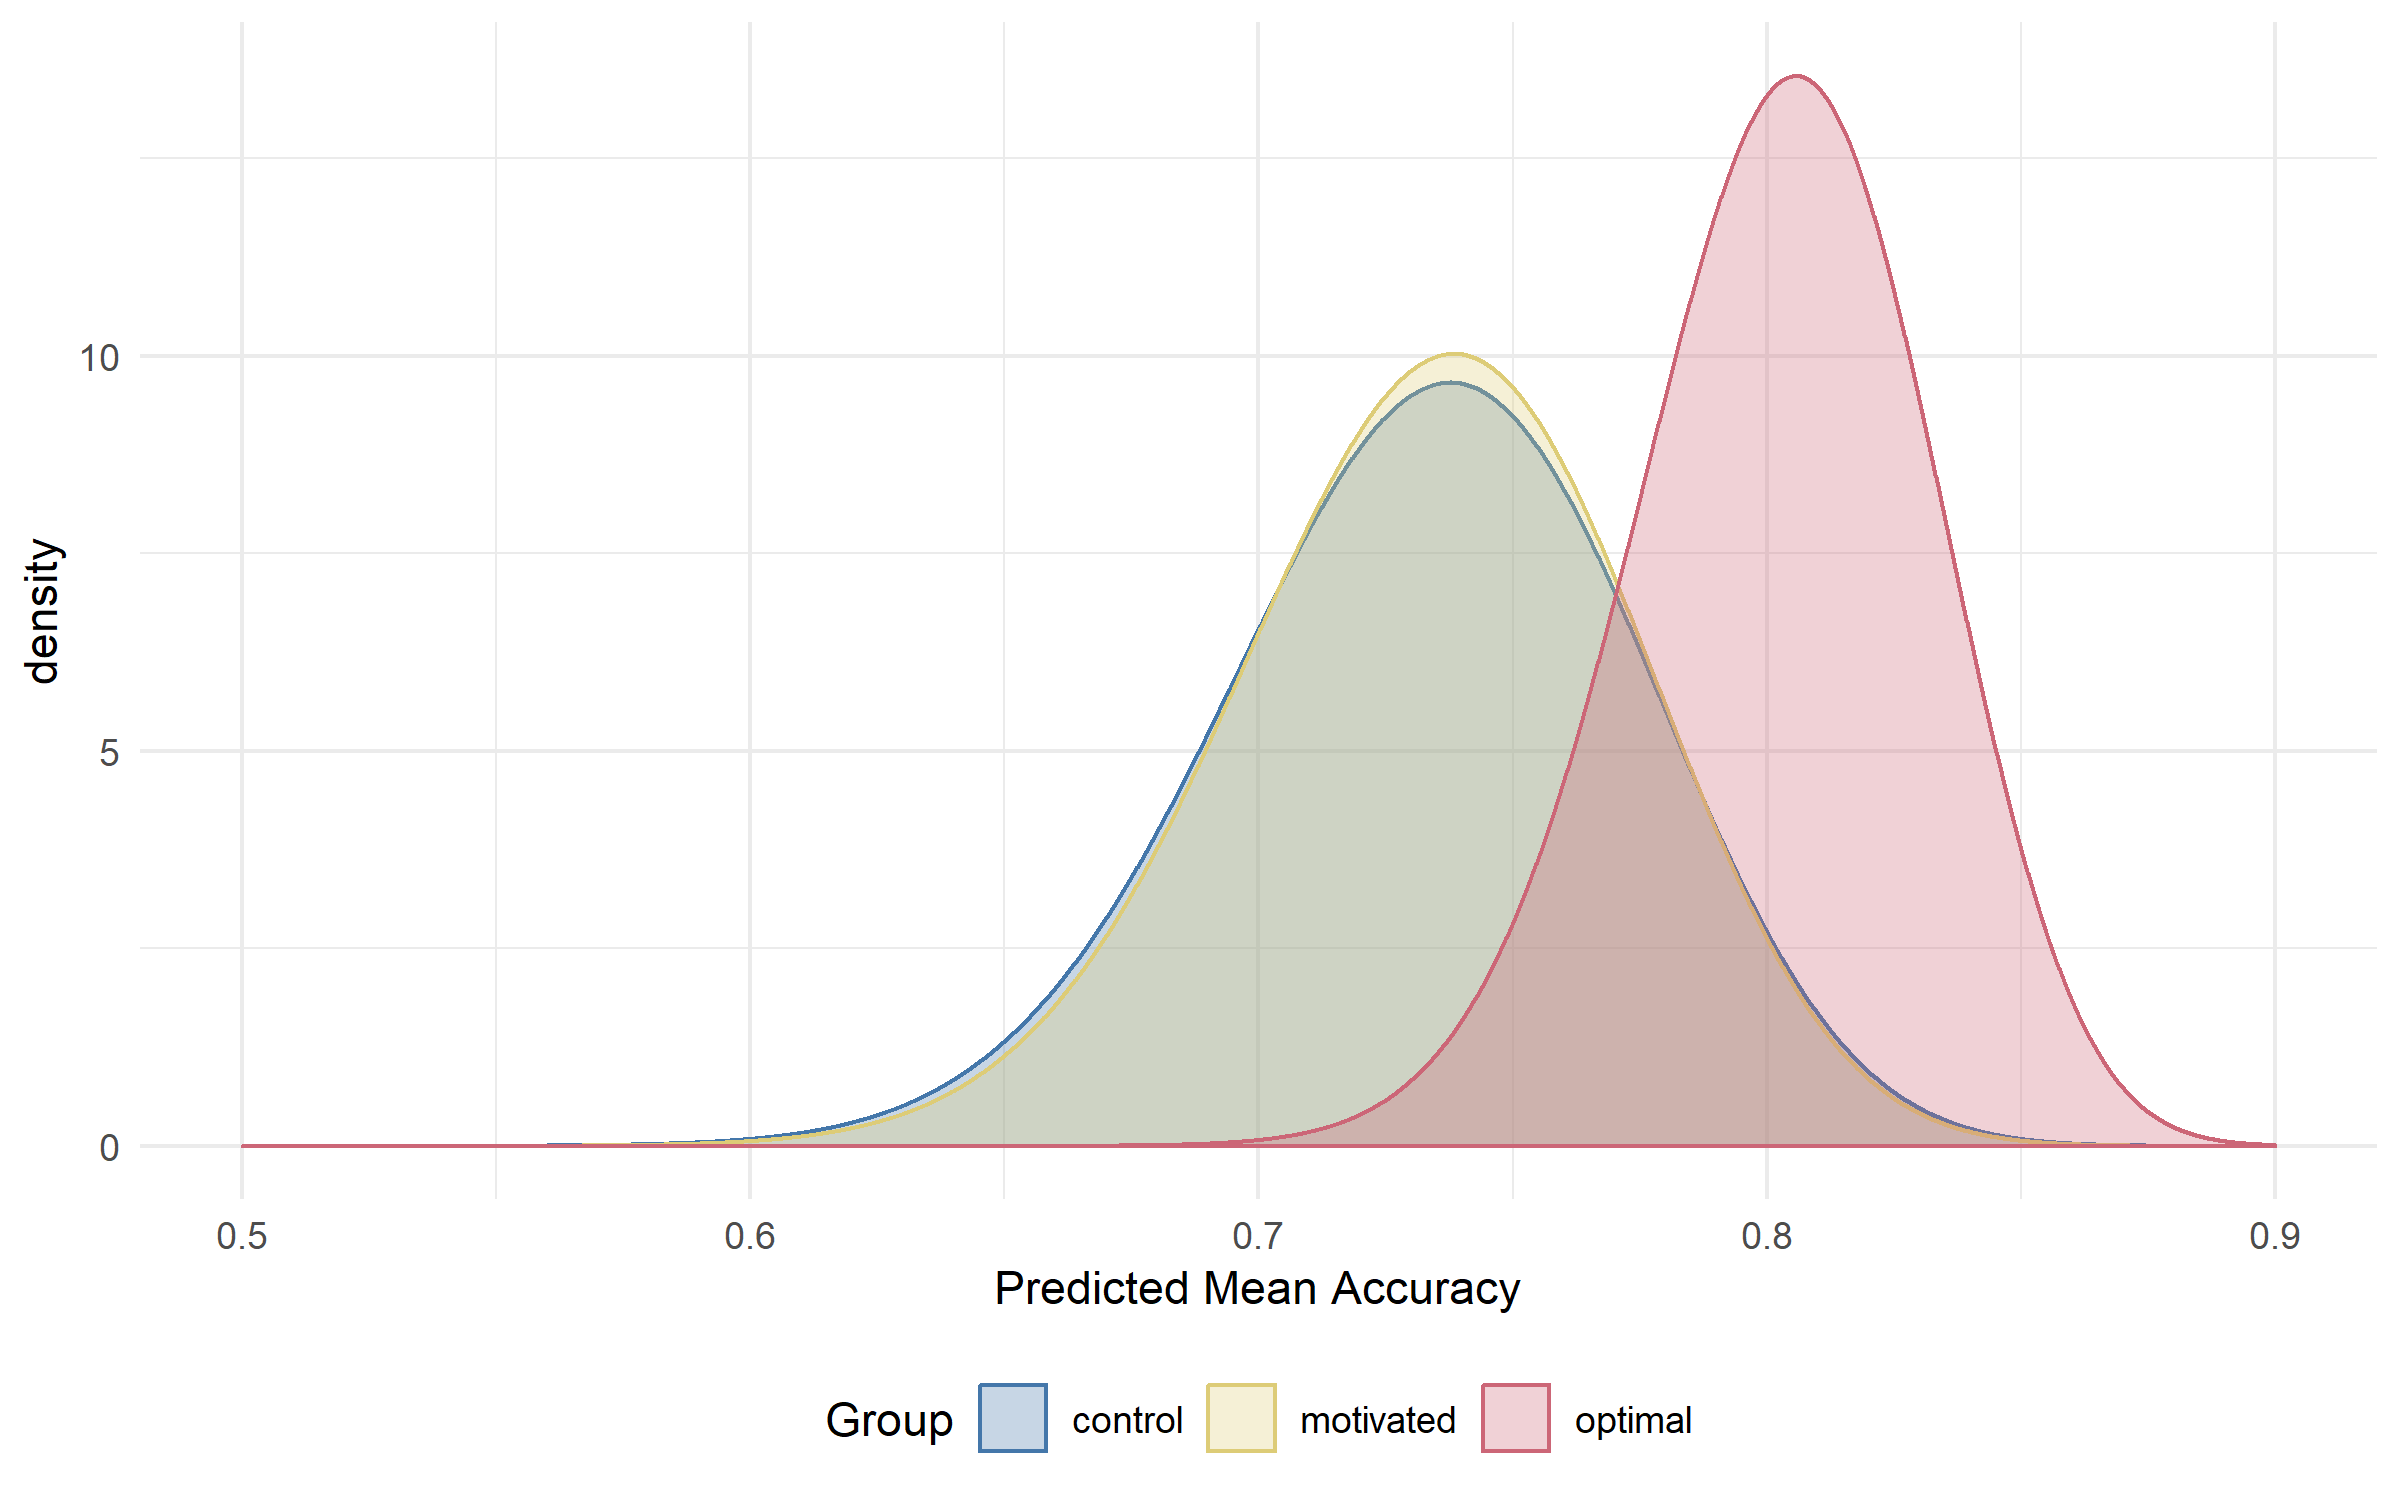 density
10
5
0
0.5 0.6 0.7 0.8 0.9
Predicted Mean Accuracy
Group control motivated optimal